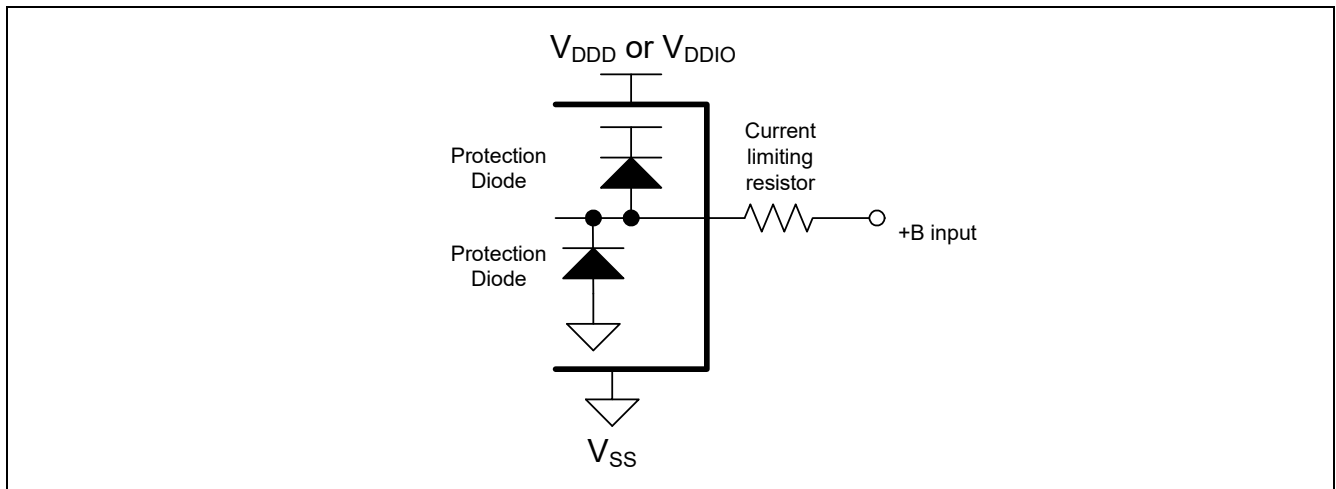 VDDD or VDDIO
Protection
Diode
Current
limiting
resistor
+B input
Protection
Diode
VSS